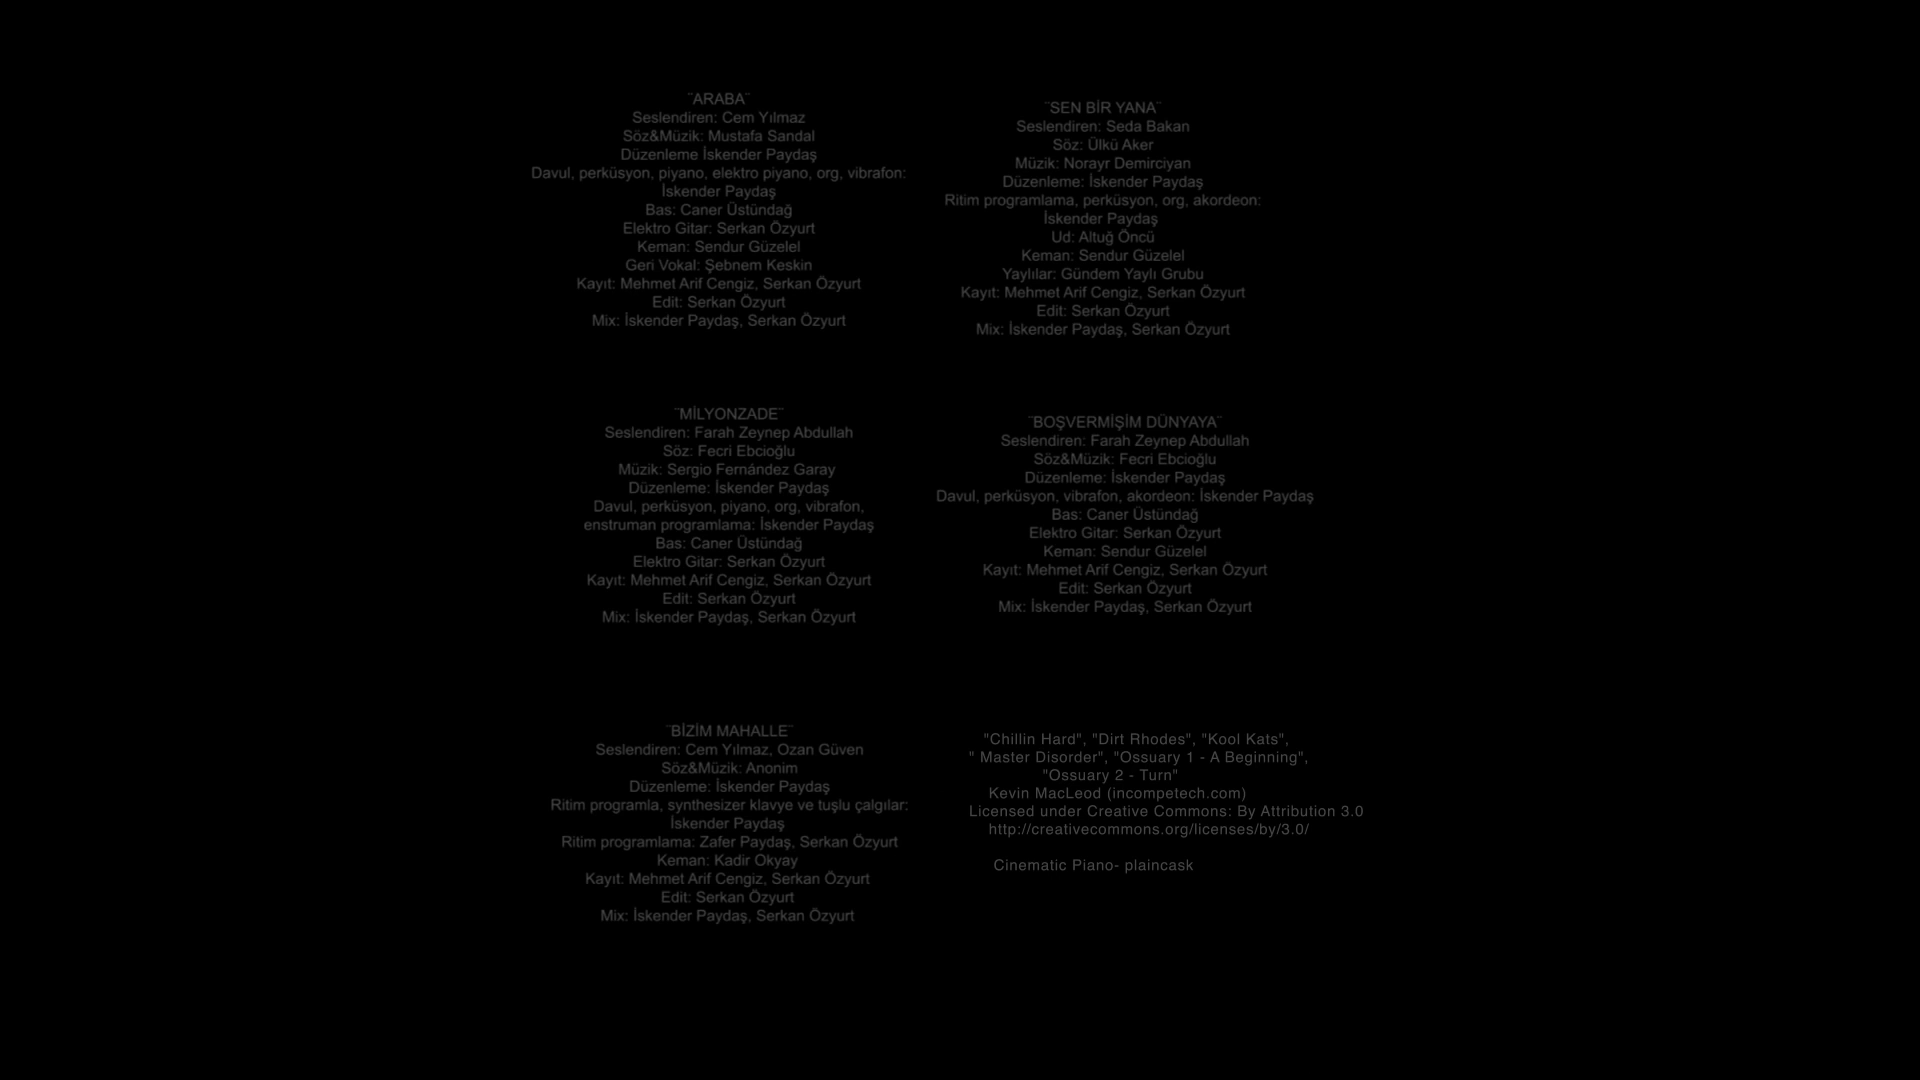 ¨ARABA¨
Seslendiren: Cem Yılmaz
Söz&Müzik: Mustafa Sandal
Düzenleme İskender Paydaş
Davul, perküsyon, piyano, elektro piyano, org, vibrafon:
İskender Paydaş
Bas: Caner Üstündağ
Elektro Gitar: Serkan Özyurt
Keman: Sendur Güzelel
Geri Vokal: Şebnem Keskin
Kayıt: Mehmet Arif Cengiz, Serkan Özyurt
Edit: Serkan Özyurt
Mix: İskender Paydaş, Serkan Özyurt
¨SEN BİR YANA¨
Seslendiren: Seda Bakan
Söz: Ülkü Aker
Müzik: Norayr Demirciyan
Düzenleme: İskender Paydaş
Ritim programlama, perküsyon, org, akordeon:
İskender Paydaş
Ud: Altuğ Öncü
Keman: Sendur Güzelel
Yaylılar: Gündem Yaylı Grubu
Kayıt: Mehmet Arif Cengiz, Serkan Özyurt
Edit: Serkan Özyurt
Mix: İskender Paydaş, Serkan Özyurt
¨MİLYONZADE¨
Seslendiren: Farah Zeynep Abdullah
Söz: Fecri Ebcioğlu
Müzik: Sergio Fernández Garay
Düzenleme: İskender Paydaş
Davul, perküsyon, piyano, org, vibrafon,
enstruman programlama: İskender Paydaş
Bas: Caner Üstündağ
Elektro Gitar: Serkan Özyurt
Kayıt: Mehmet Arif Cengiz, Serkan Özyurt
Edit: Serkan Özyurt
Mix: İskender Paydaş, Serkan Özyurt
¨BOŞVERMİŞİM DÜNYAYA¨
Seslendiren: Farah Zeynep Abdullah
Söz&Müzik: Fecri Ebcioğlu
Düzenleme: İskender Paydaş
Davul, perküsyon, vibrafon, akordeon: İskender Paydaş
Bas: Caner Üstündağ
Elektro Gitar: Serkan Özyurt
Keman: Sendur Güzelel
Kayıt: Mehmet Arif Cengiz, Serkan Özyurt
Edit: Serkan Özyurt
Mix: İskender Paydaş, Serkan Özyurt
¨BİZİM MAHALLE¨
Seslendiren: Cem Yılmaz, Ozan Güven
Söz&Müzik: Anonim
Düzenleme: İskender Paydaş
Ritim programla, synthesizer klavye ve tuşlu çalgılar:
İskender Paydaş
Ritim programlama: Zafer Paydaş, Serkan Özyurt
Keman: Kadir Okyay
Kayıt: Mehmet Arif Cengiz, Serkan Özyurt
Edit: Serkan Özyurt
Mix: İskender Paydaş, Serkan Özyurt
"Chillin Hard", "Dirt Rhodes", "Kool Kats",
" Master Disorder", "Ossuary 1 - A Beginning",
"Ossuary 2 - Turn"
Kevin MacLeod (incompetech.com)
Licensed under Creative Commons: By Attribution 3.0
http://creativecommons.org/licenses/by/3.0/
Cinematic Piano- plaincask